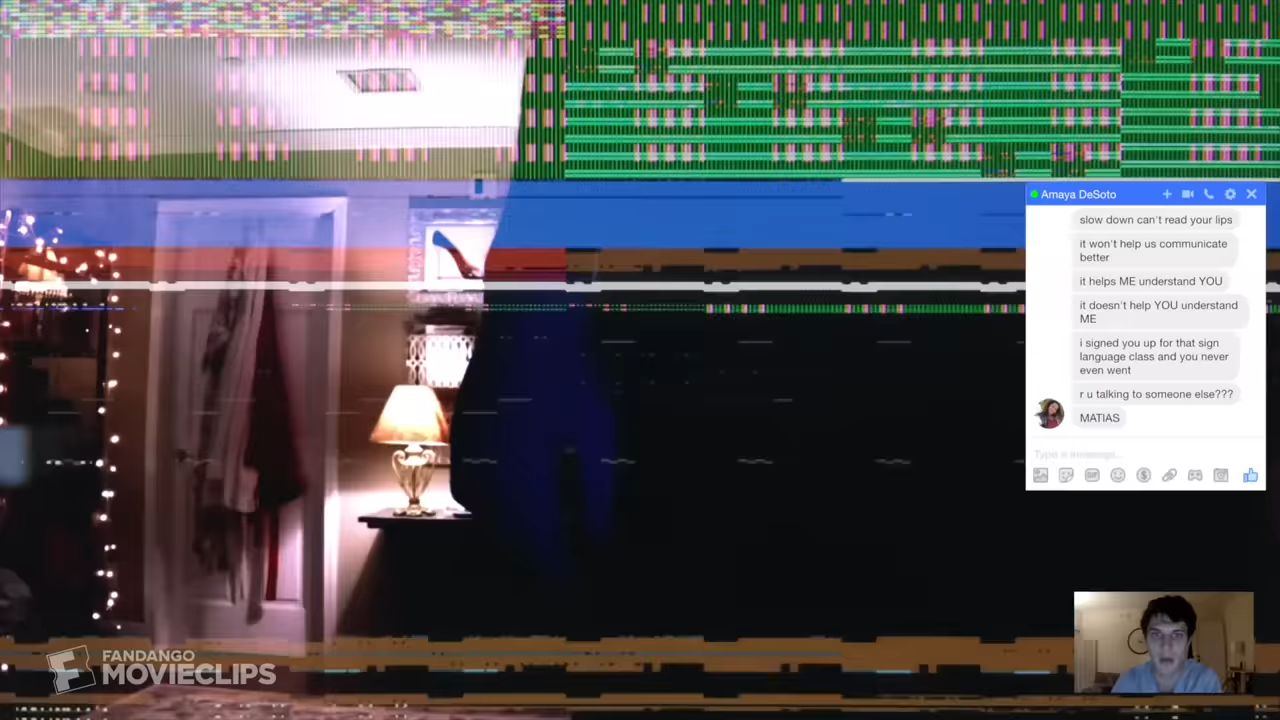 Amaya DeSoto
slow down can't read your lips
it won't help us communicate
better
it helps ME understand YOU
it doesn't help YOU understand
ME
i signed you up for that sign
language class and you never
even went
r u talking to someone else???
MATIAS
GIF
FANDANGO
MOVIECLIPS